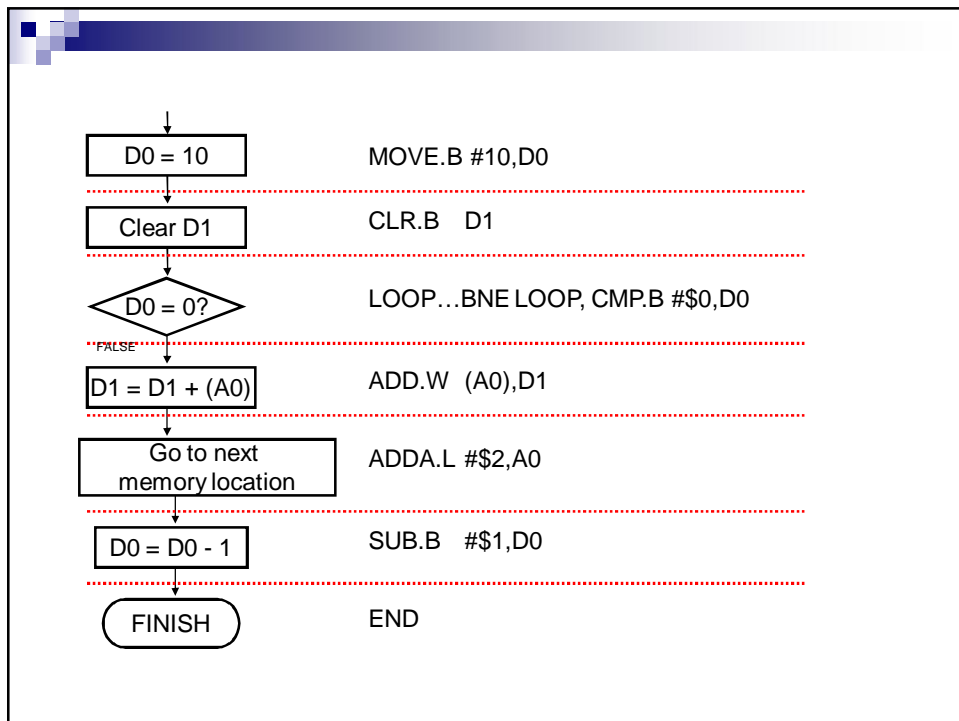 D0 = 10
MOVE.B #10,D0
Clear D1
CLR.B D1
D0 = 0?
LOOP…BNE LOOP, CMP.B #$0,D0
FALSE
D1 = D1 + (A0)
ADD.W (A0),D1
Go to next
memory location
ADDA.L #$2,A0
D0 = D0 - 1
SUB.B #$1,D0
FINISH
END